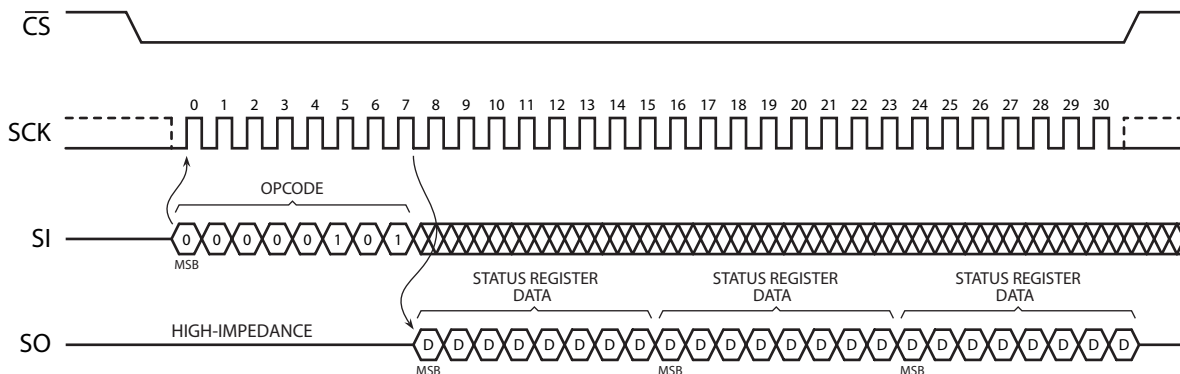 CS
0 1 2 3 4 5 6 7 8 9 10 11 12 13 14 15 16 17 18 19 20 21 22 23 24 25 26 27 28 29 30
SCK
OPCODE
SI
0 0 0 0 0 1 0 1
MSB
STATUS REGISTER DATA
STATUS REGISTER DATA
STATUS REGISTER DATA
HIGH-IMPEDANCE
SO
D D D D D D D D D D D D D D D D D D D D D D D D
MSB MSB MSB